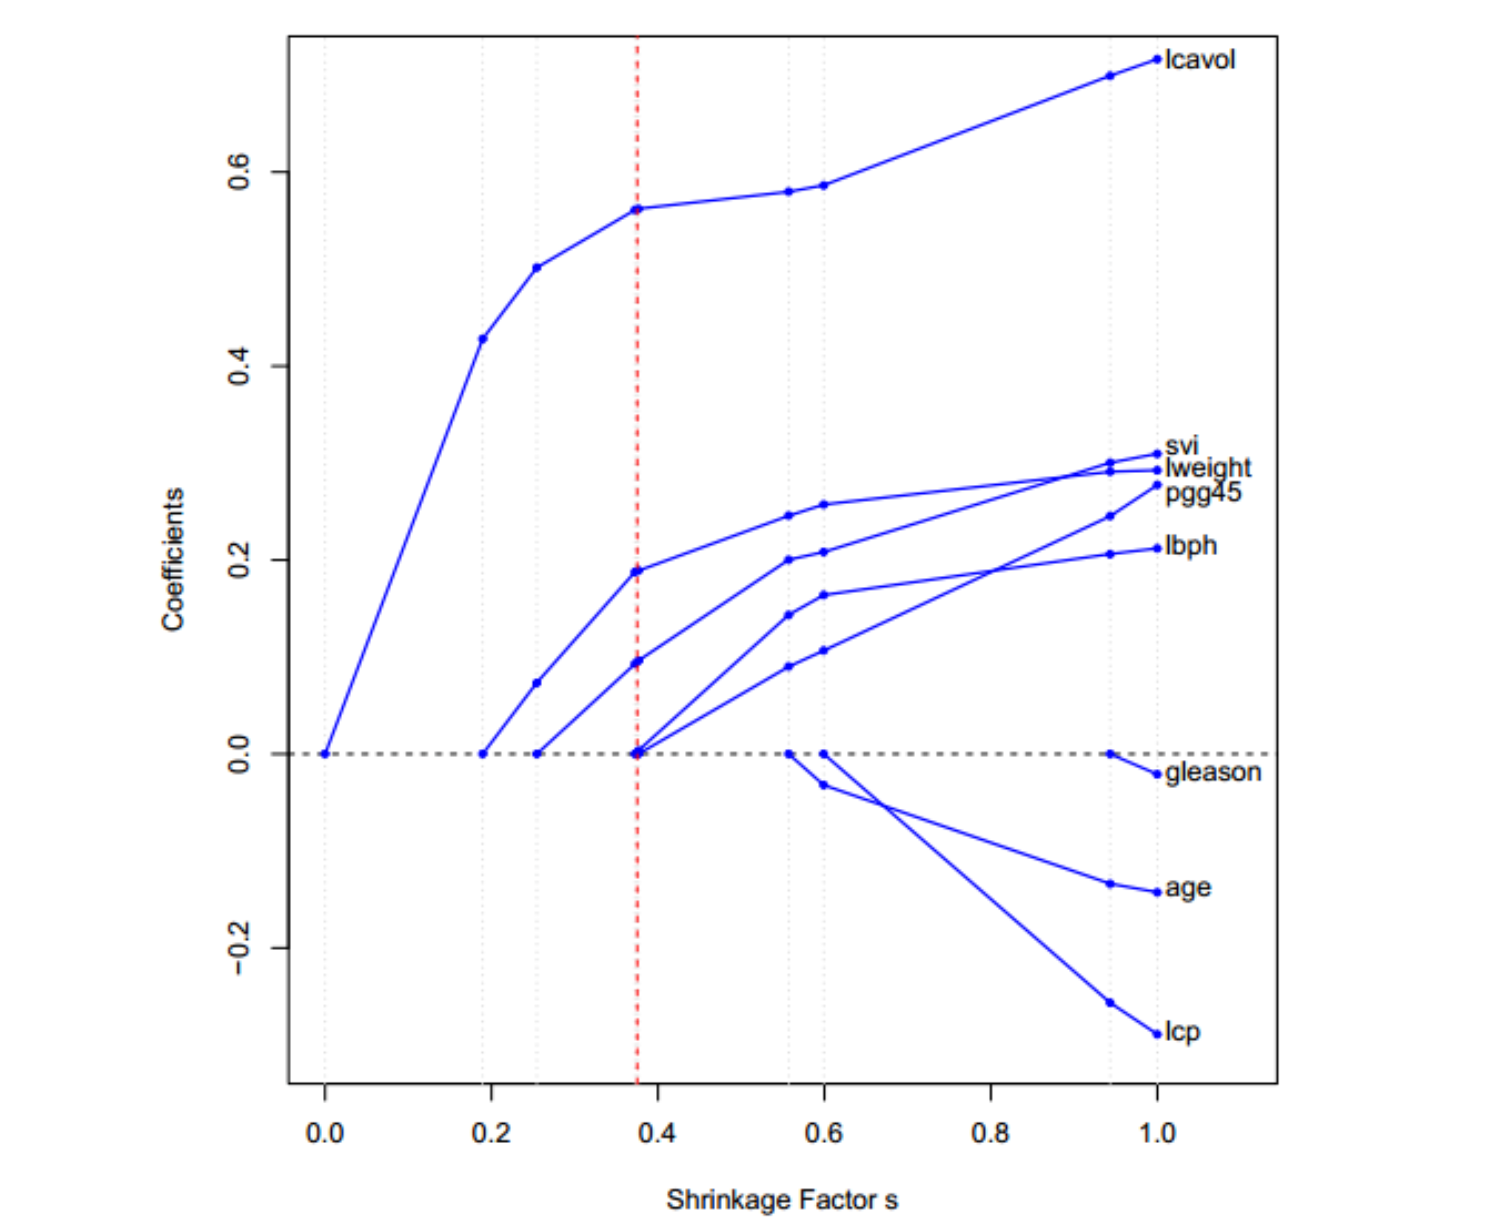 lcavol
0.6
0.4
svi
lweight
pgg45
lbph
0.2
Coefficients
0.0
gleason
age
−0.2
lcp
0.0 0.2 0.4 0.6 0.8 1.0
Shrinkage Factor s